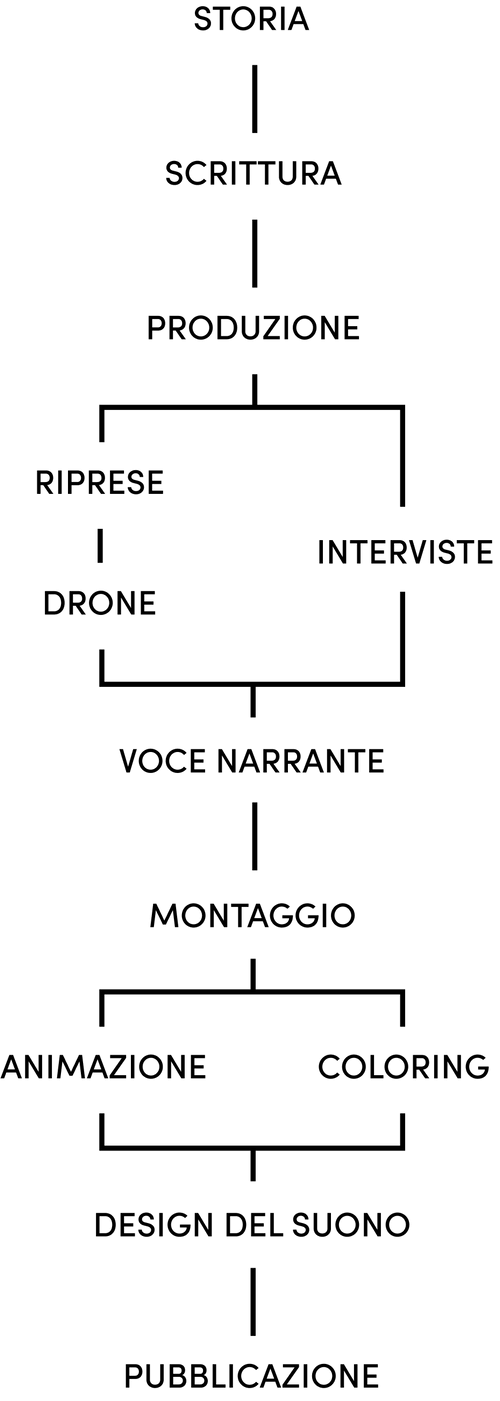 STORIA
SCRITTURA
PRODUZIONE
RIPRESE
INTERVISTE
DRONE
VOCE NARRANTE
MONTAGGIO
ANIMAZIONE
COLORING
DESIGN DEL SUONO
PUBBLICAZIONE